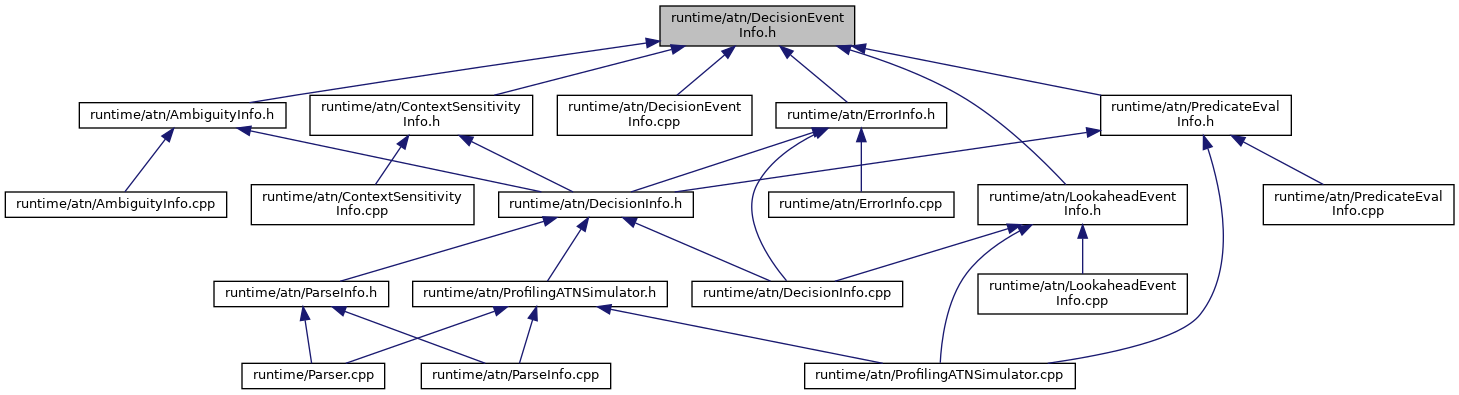 runtime/atn/DecisionEvent
Info.h
runtime/atn/AmbiguityInfo.h
runtime/atn/ContextSensitivity
Info.h
runtime/atn/DecisionEvent
Info.cpp
runtime/atn/ErrorInfo.h
runtime/atn/PredicateEval
Info.h
runtime/atn/AmbiguityInfo.cpp
runtime/atn/ContextSensitivity
Info.cpp
runtime/atn/DecisionInfo.h
runtime/atn/ErrorInfo.cpp
runtime/atn/LookaheadEvent
Info.h
runtime/atn/PredicateEval
Info.cpp
runtime/atn/ParseInfo.h
runtime/atn/ProfilingATNSimulator.h
runtime/atn/DecisionInfo.cpp
runtime/atn/LookaheadEvent
Info.cpp
runtime/Parser.cpp
runtime/atn/ParseInfo.cpp
runtime/atn/ProfilingATNSimulator.cpp